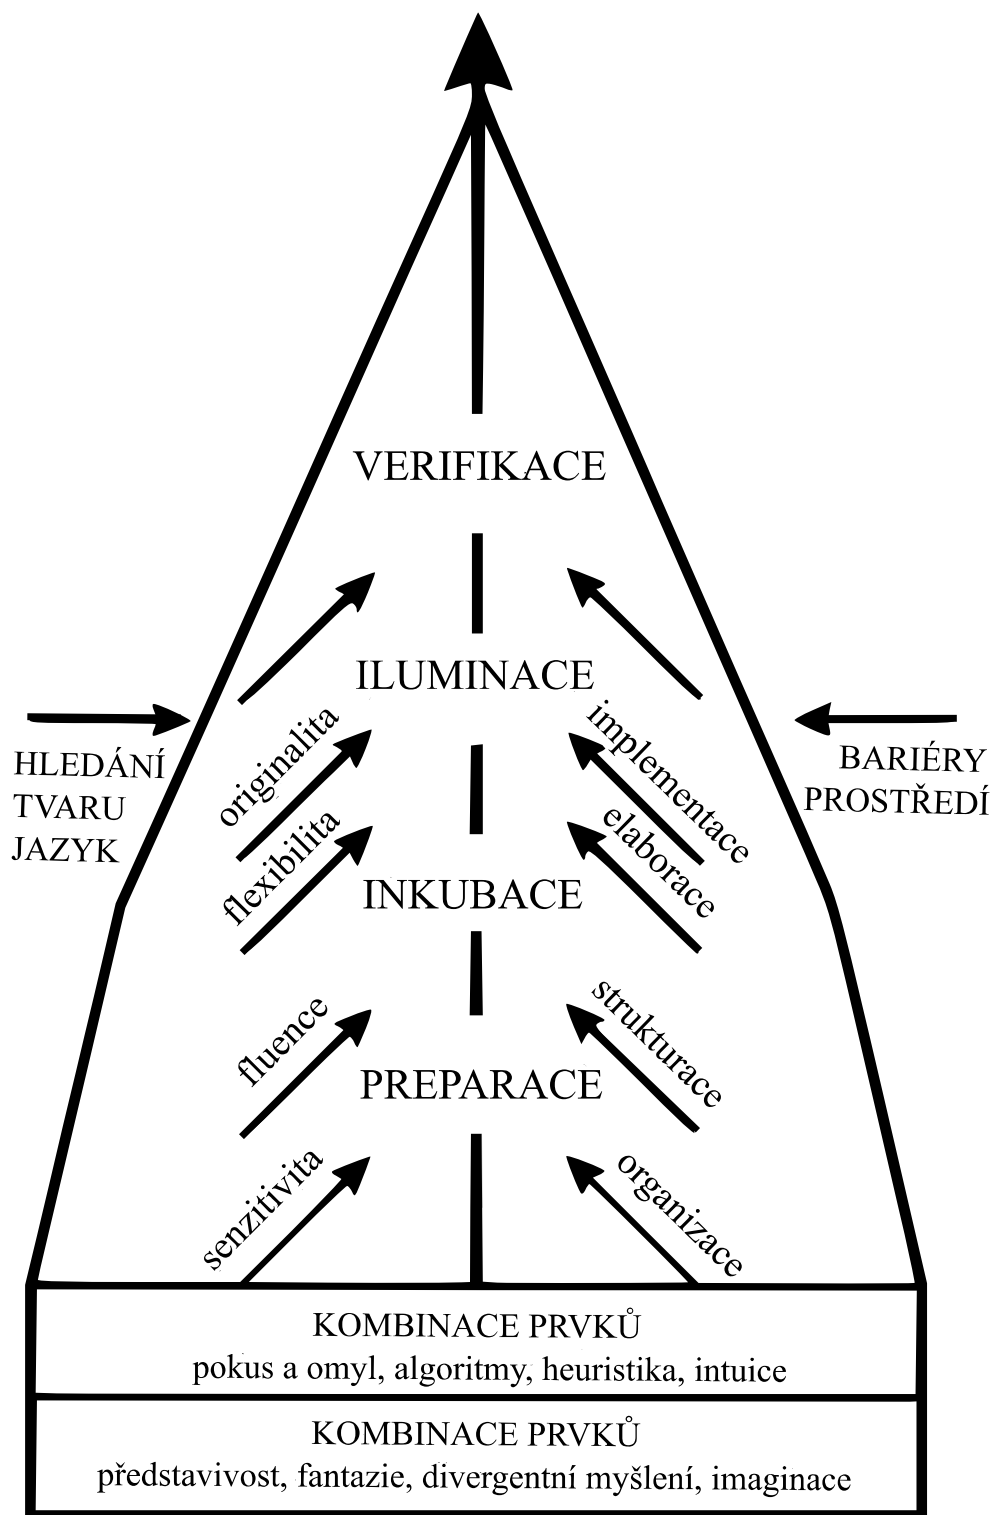 VERIFIKACE
ILUMINACE
originalita
implementace
HLEDÁNÍ
TVARU
JAZYK
BARIÉRY
PROSTŘEDÍ
flexibilita
elaborace
INKUBACE
fluence
strukturace
PREPARACE
senzitivita
organizace
KOMBINACE PRVKŮ
pokus a omyl, algoritmy, heuristika, intuice
KOMBINACE PRVKŮ
představivost, fantazie, divergentní myšlení, imaginace